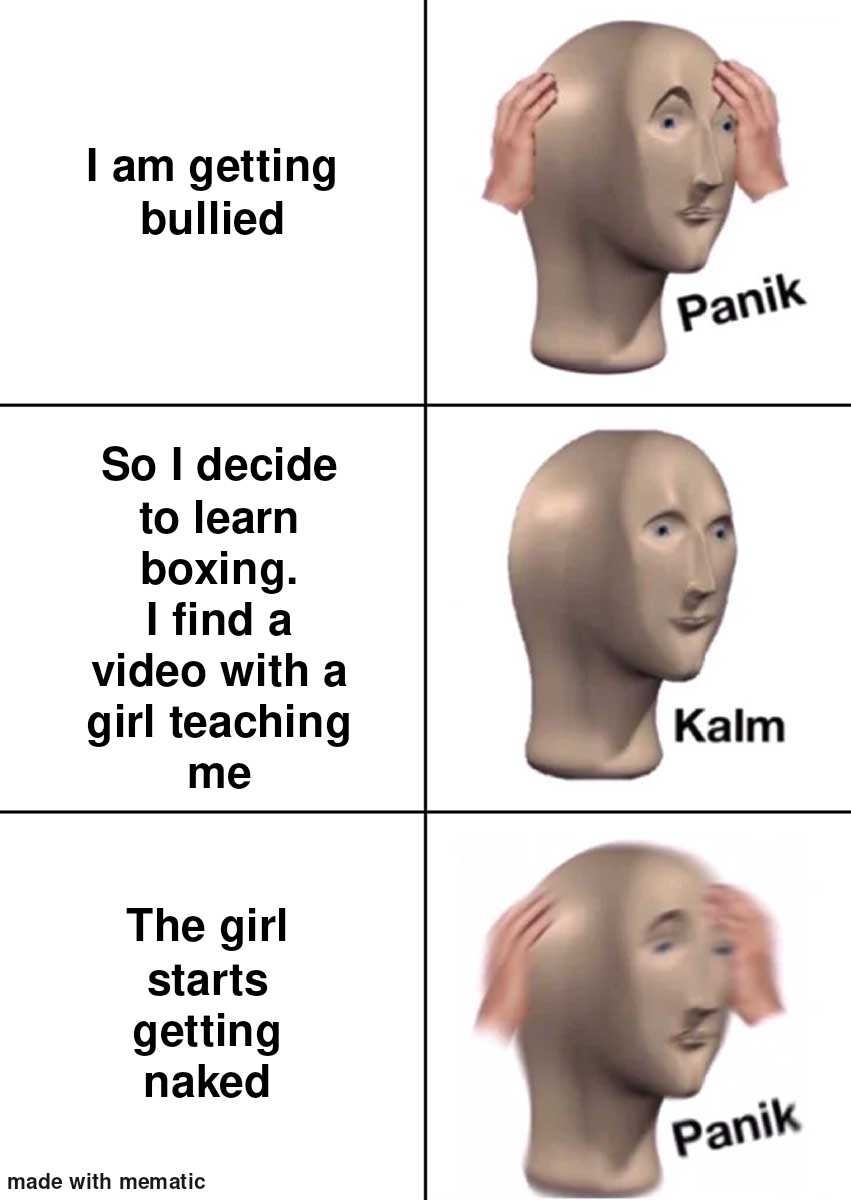 I am getting
bullied
Panik
So I decide
to learn
boxing.
I find a
video with a
girl teaching
me
Kalm
The girl
starts
getting
naked
Panik
made with mematic